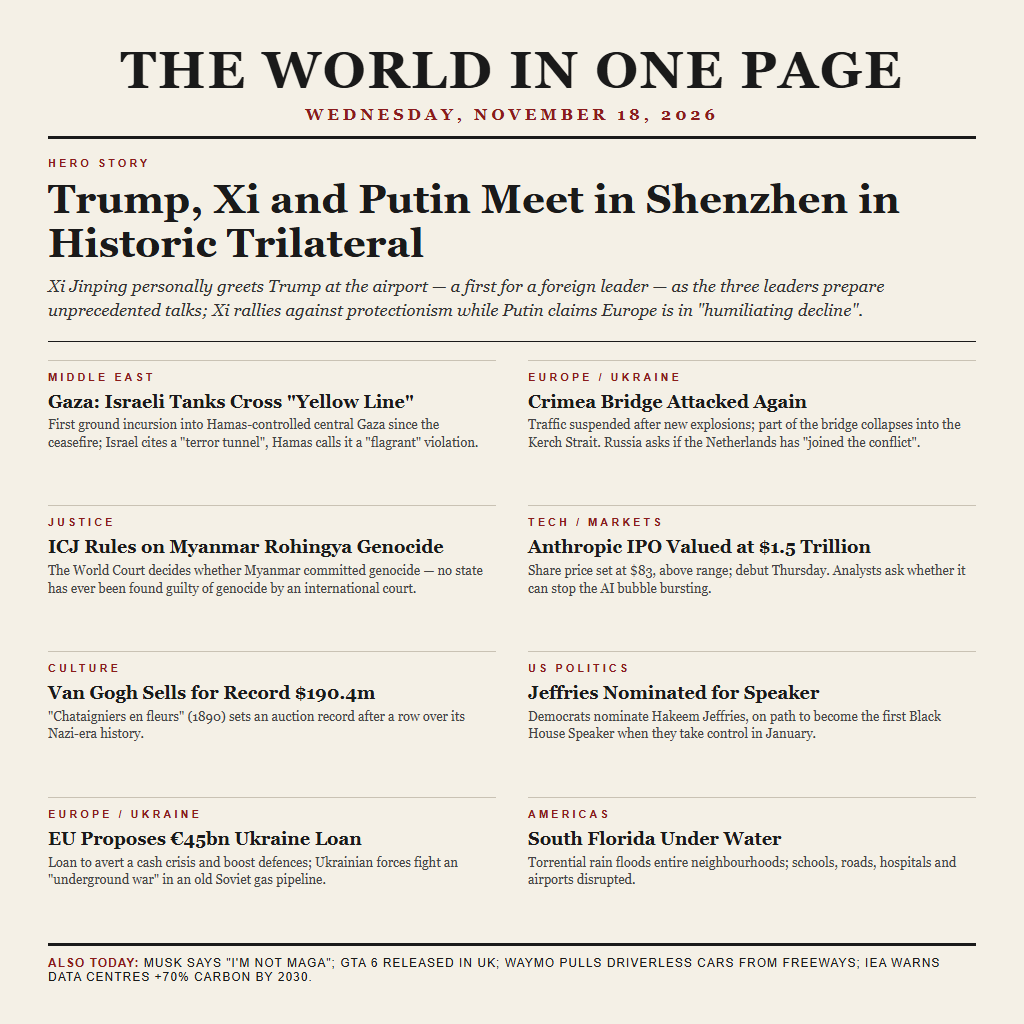 THE WORLD IN ONE PAGE
WEDNESDAY, NOVEMBER 18, 2026
HERO STORY
Trump, Xi and Putin Meet in Shenzhen in
Historic Trilateral
Xi Jinping personally greets Trump at the airport — a first for a foreign leader — as the three leaders prepare
unprecedented talks; Xi rallies against protectionism while Putin claims Europe is in "humiliating decline".
MIDDLE EAST
Gaza: Israeli Tanks Cross "Yellow Line"
First ground incursion into Hamas-controlled central Gaza since the
ceasefire; Israel cites a "terror tunnel", Hamas calls it a "flagrant" violation.
EUROPE / UKRAINE
Crimea Bridge Attacked Again
Traffic suspended after new explosions; part of the bridge collapses into the
Kerch Strait. Russia asks if the Netherlands has "joined the conflict".
JUSTICE
ICJ Rules on Myanmar Rohingya Genocide
The World Court decides whether Myanmar committed genocide — no state
has ever been found guilty of genocide by an international court.
TECH / MARKETS
Anthropic IPO Valued at $1.5 Trillion
Share price set at $83, above range; debut Thursday. Analysts ask whether it
can stop the AI bubble bursting.
CULTURE
Van Gogh Sells for Record $190.4m
"Chataigniers en fleurs" (1890) sets an auction record after a row over its
Nazi-era history.
US POLITICS
Jeffries Nominated for Speaker
Democrats nominate Hakeem Jeffries, on path to become the first Black
House Speaker when they take control in January.
EUROPE / UKRAINE
EU Proposes €45bn Ukraine Loan
Loan to avert a cash crisis and boost defences; Ukrainian forces fight an
"underground war" in an old Soviet gas pipeline.
AMERICAS
South Florida Under Water
Torrential rain floods entire neighbourhoods; schools, roads, hospitals and
airports disrupted.
ALSO TODAY: MUSK SAYS "I'M NOT MAGA"; GTA 6 RELEASED IN UK; WAYMO PULLS DRIVERLESS CARS FROM FREEWAYS; IEA WARNS
DATA CENTRES +70% CARBON BY 2030.